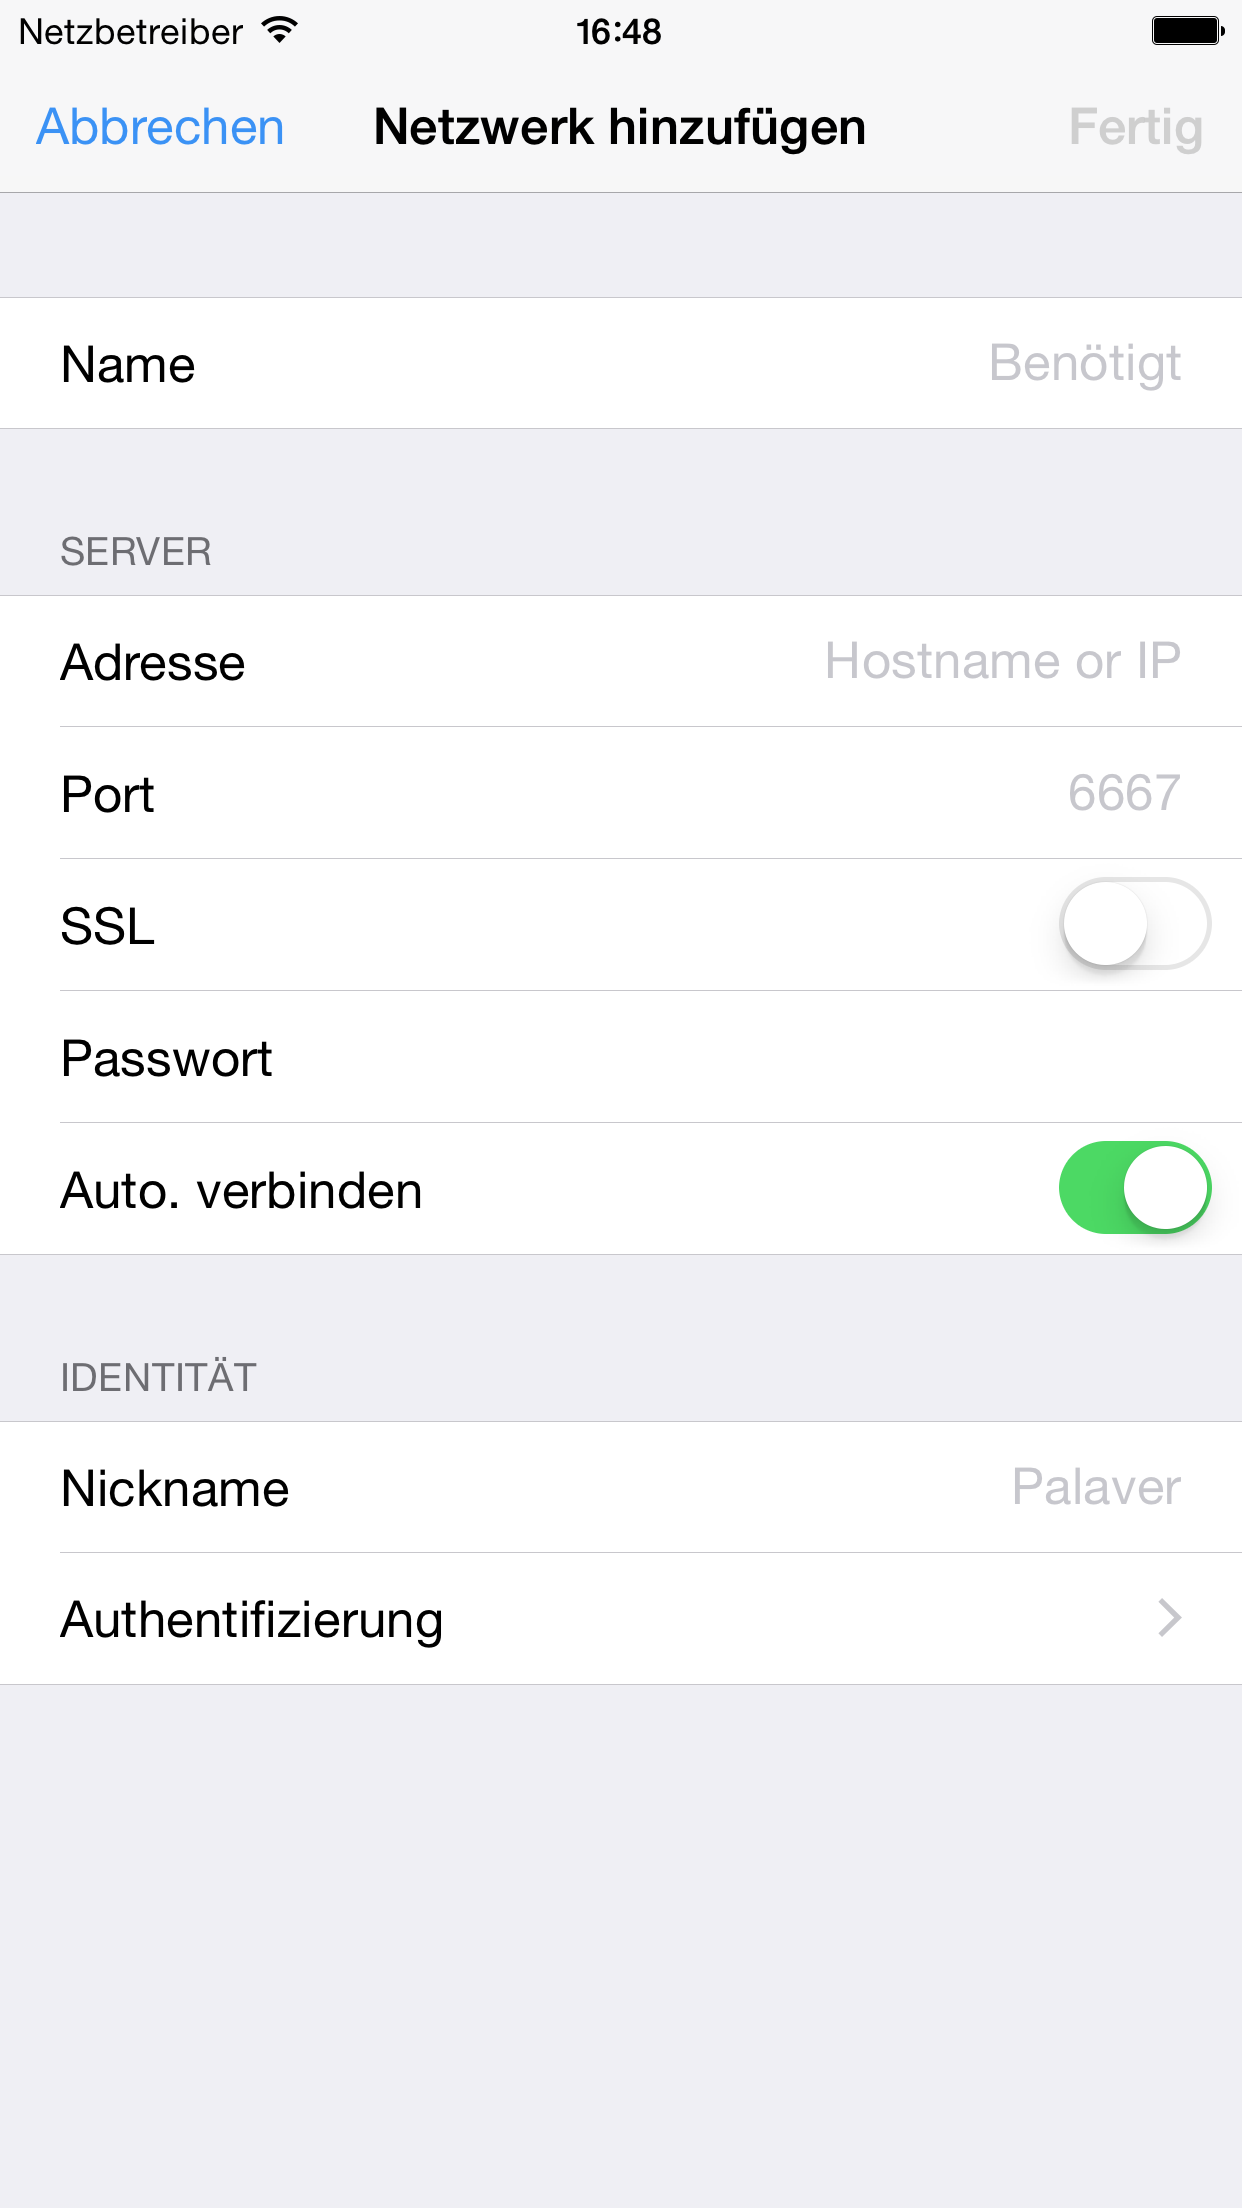 Netzbetreiber 16:48
Abbrechen Netzwerk hinzufügen Fertig
Name Benötigt
SERVER
Adresse Hostname or IP
Port 6667
SSL
Passwort
Auto. verbinden
IDENTITÄT
Nickname Palaver
Authentifizierung